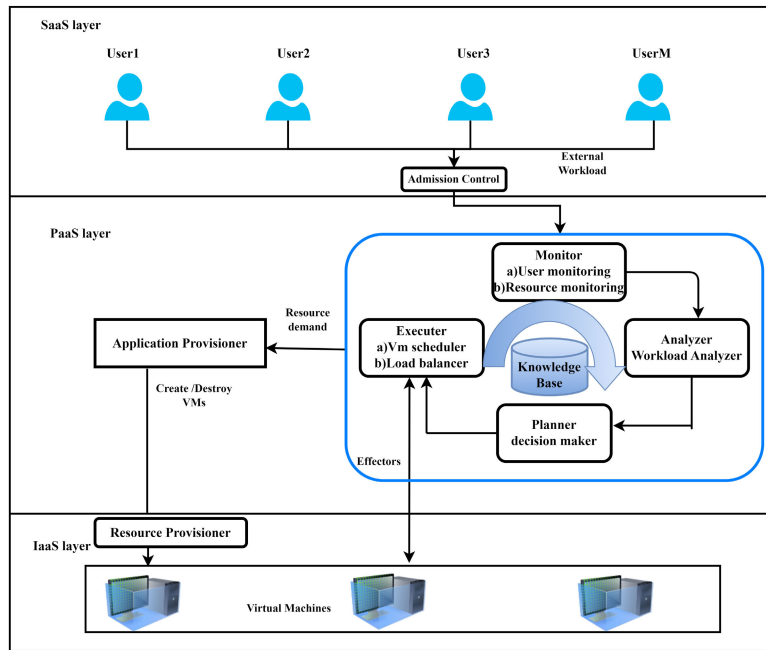 SaaS layer
User1
User2
User3
UserM
External
Workload
Admission Control
PaaS layer
Monitor
a)User monitoring
b)Resource monitoring
Resource
demand
Executer
a)Vm scheduler
b)Load balancer
Application Provisioner
Analyzer
Workload Analyzer
Knowledge
Base
Create /Destroy
VMs
Planner
decision maker
Effectors
Resource Provisioner
IaaS layer
Virtual Machines